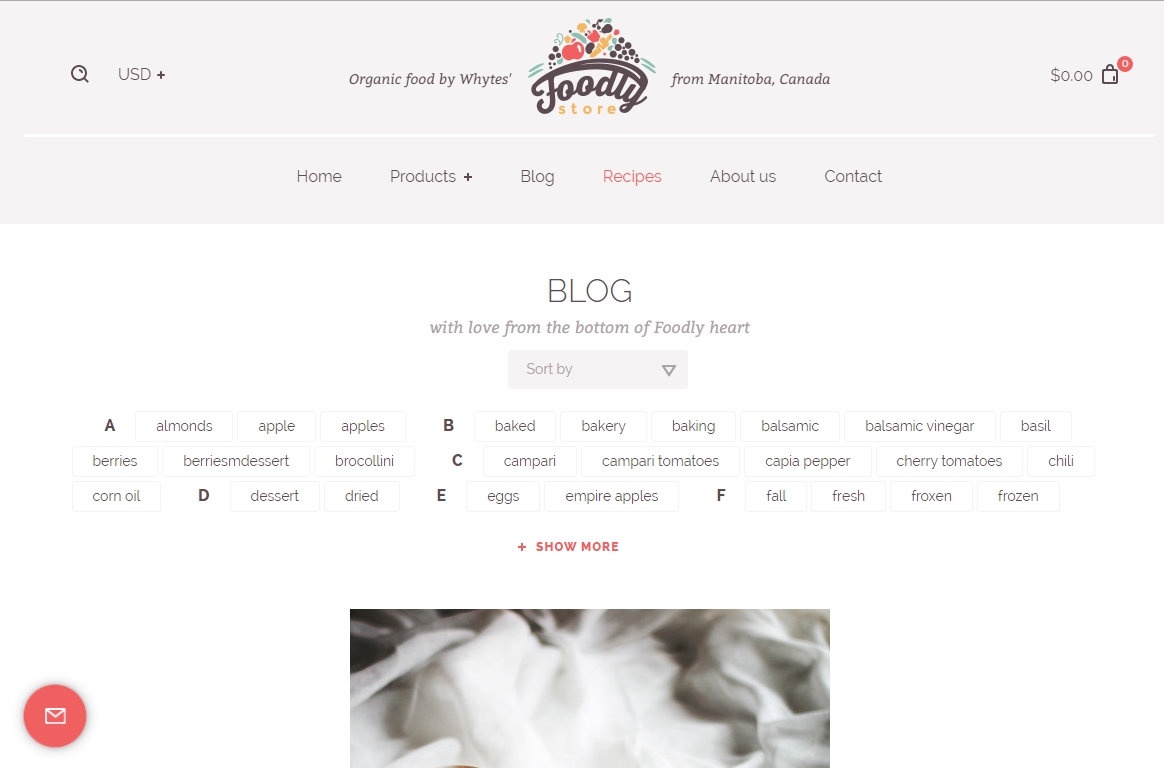 USD +
Organic food by Whytes'
Foodly
store
from Manitoba, Canada
$0.00
0
Home
Products +
Blog
Recipes
About us
Contact
BLOG
with love from the bottom of Foodly heart
Sort by
A almonds apple apples B baked bakery baking balsamic balsamic vinegar basil
berries berriesmdessert brocollini C campari campari tomatoes capia pepper cherry tomatoes chili
corn oil D dessert dried E eggs empire apples F fall fresh froxen frozen
+ SHOW MORE